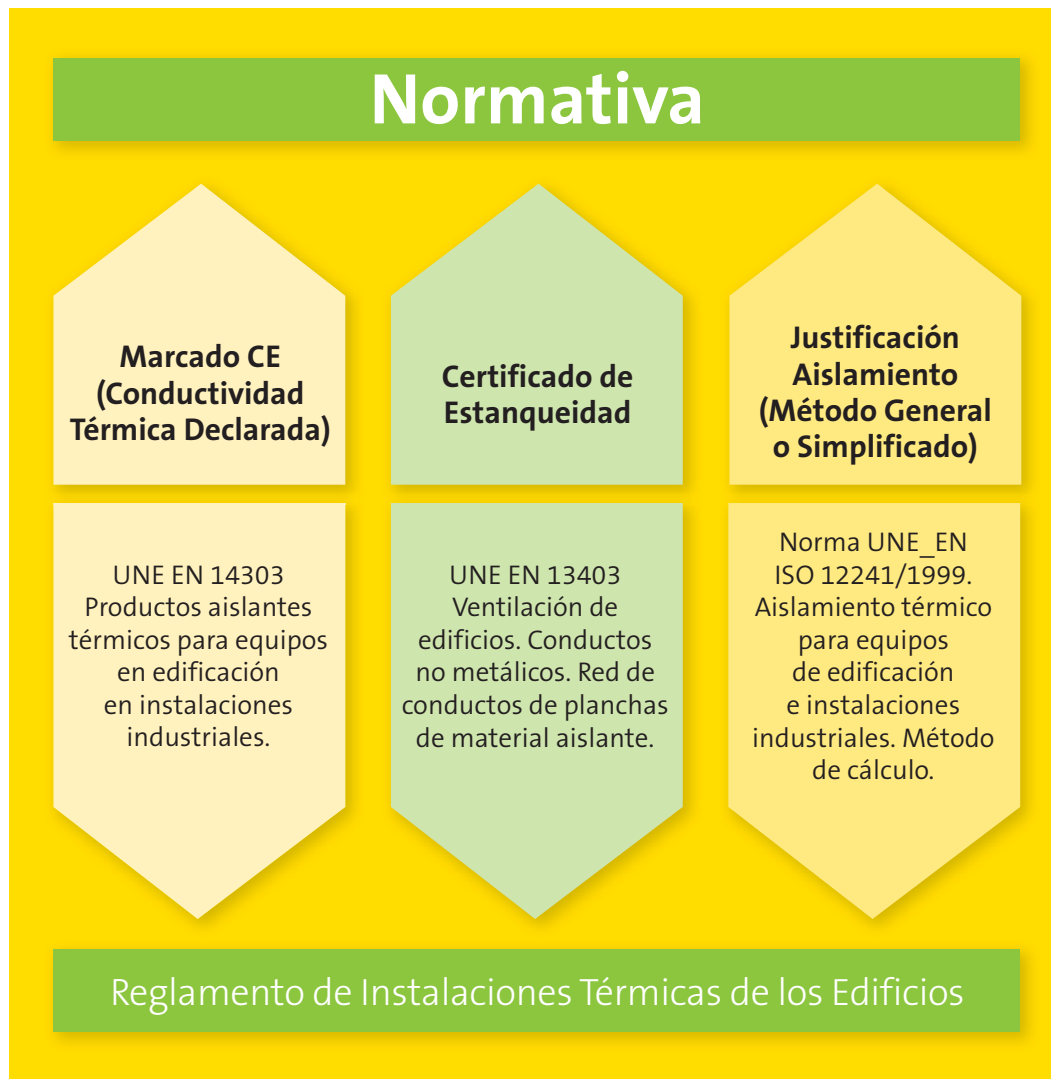 Normativa
Marcado CE
(Conductividad
Térmica Declarada)
UNE EN 14303
Productos aislantes
térmicos para equipos
en edificación
en instalaciones
industriales.
Certificado de
Estanqueidad
UNE EN 13403
Ventilación de
edificios. Conductos
no metálicos. Red de
conductos de planchas
de material aislante.
Justificación
Aislamiento
(Método General
o Simplificado)
Norma UNE_EN
ISO 12241/1999.
Aislamiento térmico
para equipos
de edificación
e instalaciones
industriales. Método
de cálculo.
Reglamento de Instalaciones Térmicas de los Edificios